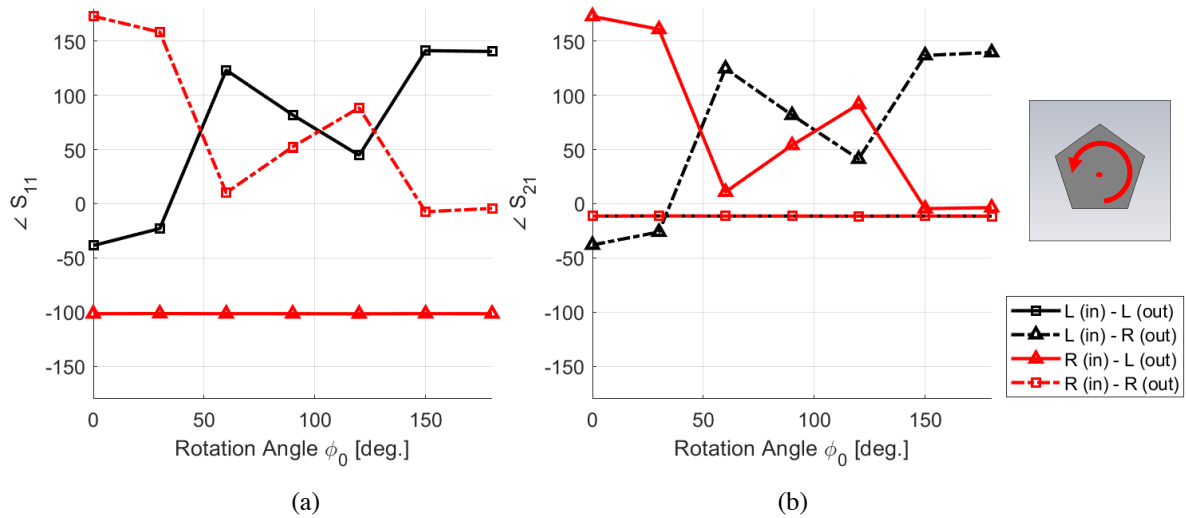 150
100
50
0
-50
-100
-150
∠ S11
0
50
100
150
Rotation Angle ϕ0 [deg.]
(a)
150
100
50
0
-50
-100
-150
∠ S21
0
50
100
150
Rotation Angle ϕ0 [deg.]
(b)
L (in) - L (out)
L (in) - R (out)
R (in) - L (out)
R (in) - R (out)